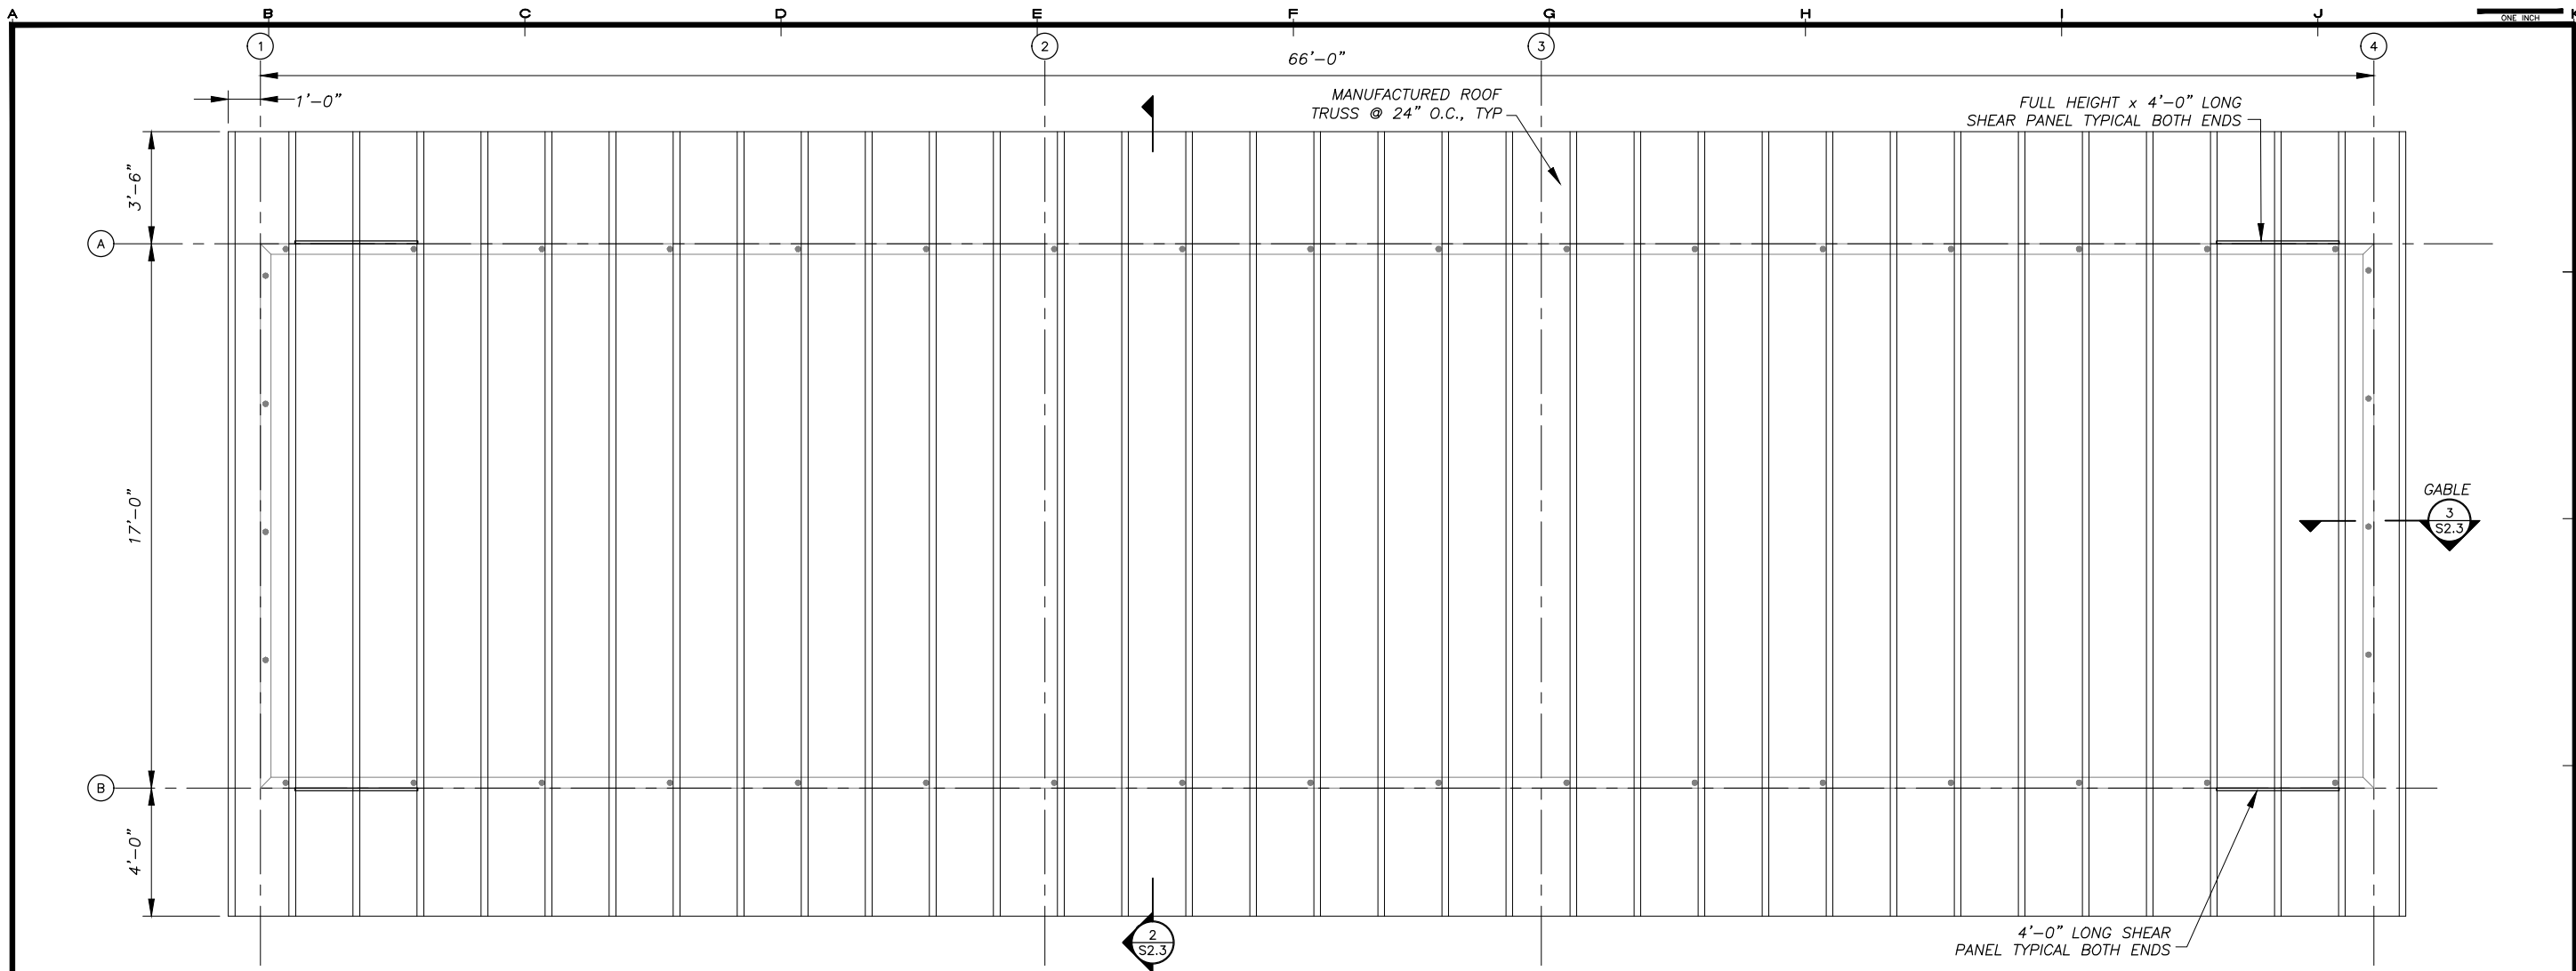 A B C D E F G H I J K
ONE INCH
1 2 3 4
66'-0"
1'-0"
MANUFACTURED ROOF
TRUSS @ 24" O.C., TYP
FULL HEIGHT x 4'-0" LONG
SHEAR PANEL TYPICAL BOTH ENDS
3'-6"
A
17'-0"
GABLE
3
S2.3
B
4'-0"
2
S2.3
4'-0" LONG SHEAR
PANEL TYPICAL BOTH ENDS